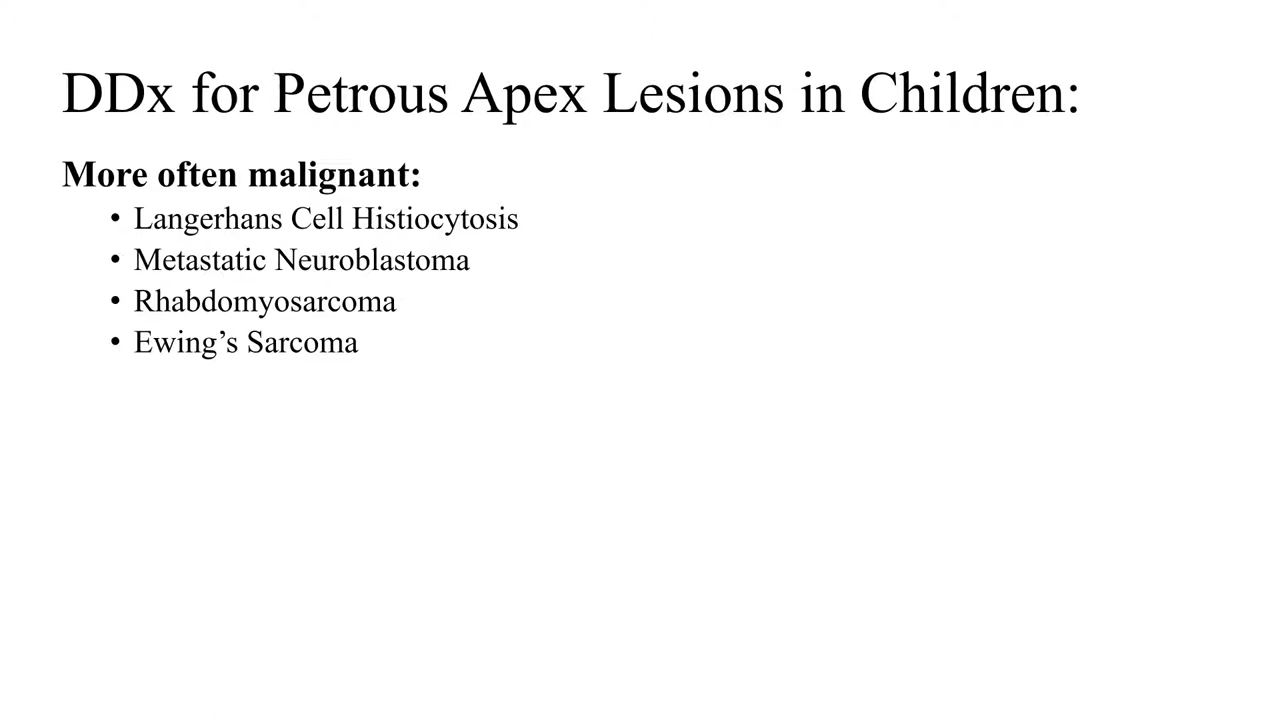 DDx for Petrous Apex Lesions in Children:
More often malignant:
• Langerhans Cell Histiocytosis
• Metastatic Neuroblastoma
• Rhabdomyosarcoma
• Ewing’s Sarcoma